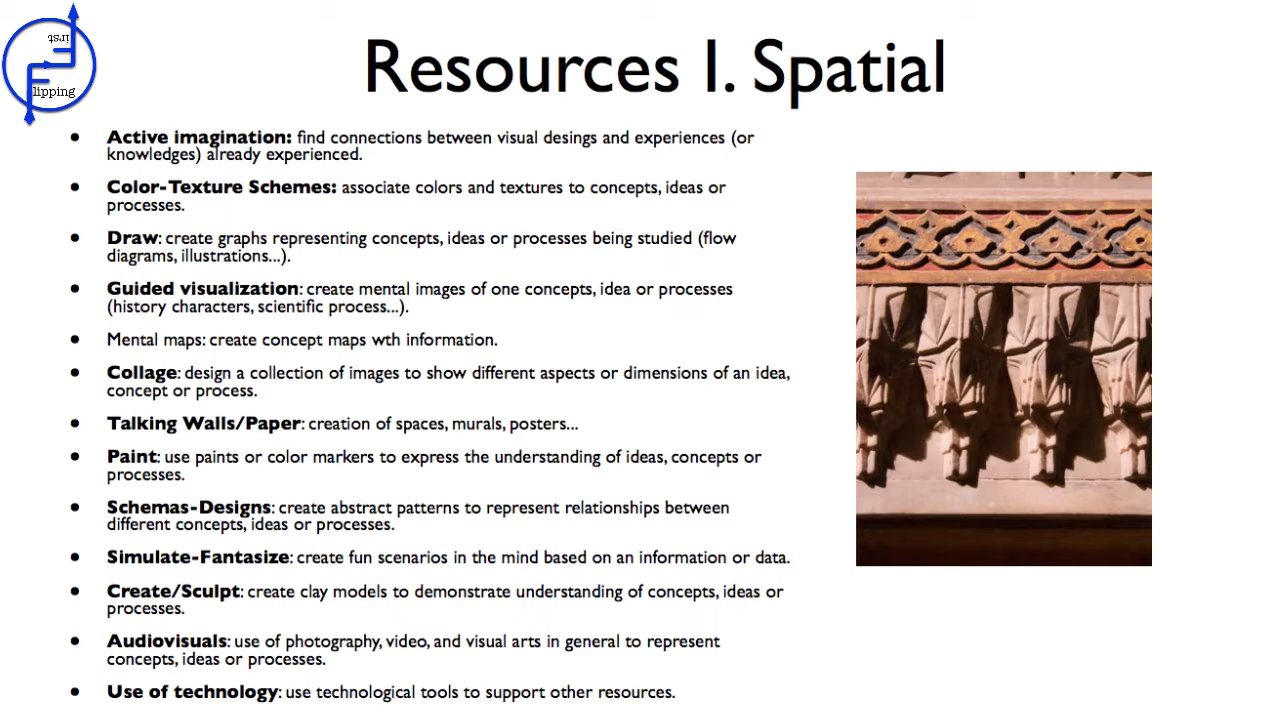 irst
lipping
Resources I. Spatial
• Active imagination: find connections between visual desings and experiences (or
knowledges) already experienced.
• Color-Texture Schemes: associate colors and textures to concepts, ideas or
processes.
• Draw: create graphs representing concepts, ideas or processes being studied (flow
diagrams, illustrations...).
• Guided visualization: create mental images of one concepts, idea or processes
(history characters, scientific process...).
• Mental maps: create concept maps wth information.
• Collage: design a collection of images to show different aspects or dimensions of an idea,
concept or process.
• Talking Walls/Paper: creation of spaces, murals, posters...
• Paint: use paints or color markers to express the understanding of ideas, concepts or
processes.
• Schemas-Designs: create abstract patterns to represent relationships between
different concepts, ideas or processes.
• Simulate-Fantasize: create fun scenarios in the mind based on an information or data.
• Create/Sculpt: create clay models to demonstrate understanding of concepts, ideas or
processes.
• Audiovisuals: use of photography, video, and visual arts in general to represent
concepts, ideas or processes.
• Use of technology: use technological tools to support other resources.